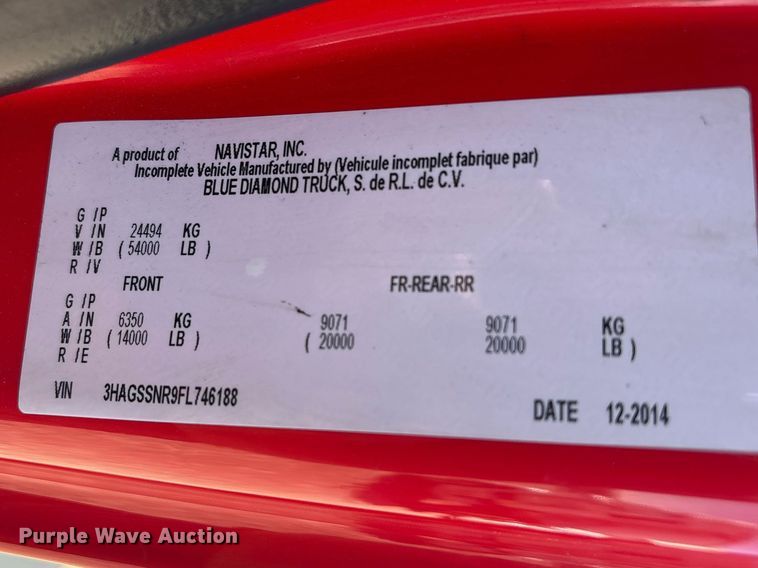 A product of NAVISTAR, INC.
Incomplete Vehicle Manufactured by (Vehicule incomplet fabrique par)
BLUE DIAMOND TRUCK, S. de R.L. de C.V.
G /P
V /N 24494 KG
W /B ( 54000 LB )
R /V
FRONT FR-REAR-RR
G /P
A /N 6350 KG 9071 9071 KG
W /B ( 14000 LB ) ( 20000 20000 LB )
R /E
VIN 3HAGSSNR9FL746188 DATE 12-2014
Purple Wave Auction®